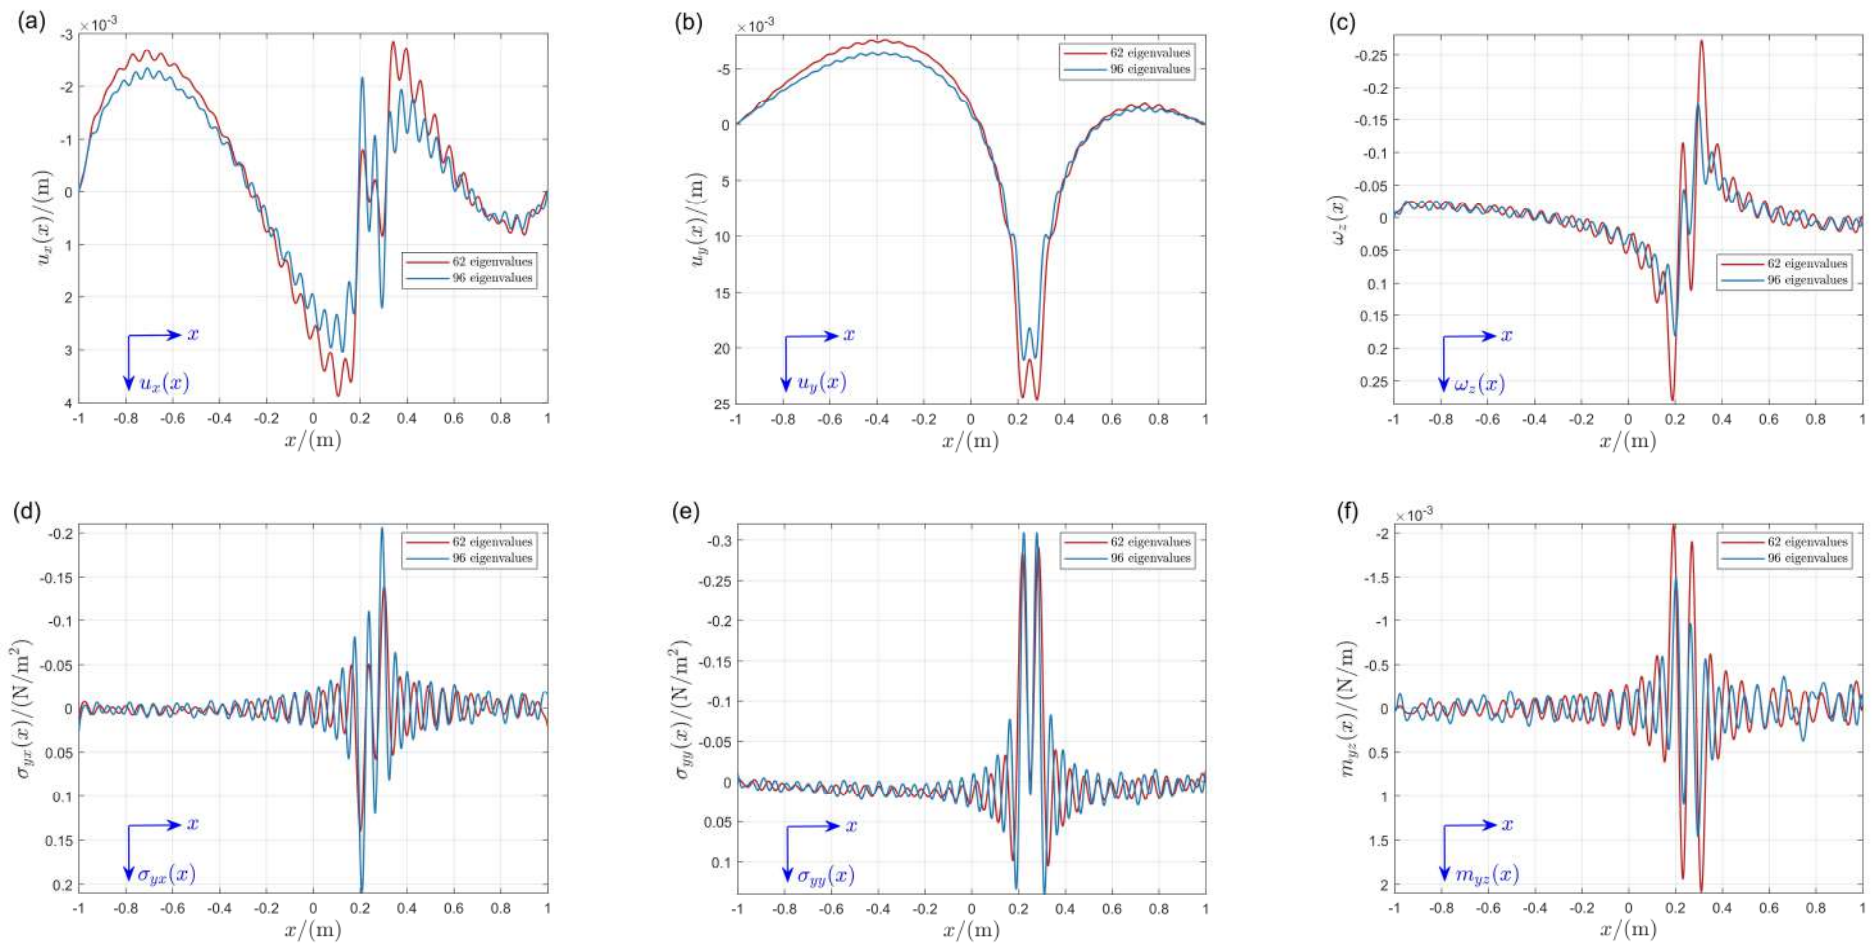 (a)
×10⁻³
-3
-2
-1
0
1
2
3
4
u_x(x)/(m)
62 eigenvalues
96 eigenvalues
x
u_x(x)
-1 -0.8 -0.6 -0.4 -0.2 0 0.2 0.4 0.6 0.8 1
x/(m)
(b)
×10⁻³
-5
0
5
10
15
20
25
u_y(x)/(m)
62 eigenvalues
96 eigenvalues
x
u_y(x)
-1 -0.8 -0.6 -0.4 -0.2 0 0.2 0.4 0.6 0.8 1
x/(m)
(c)
-0.25
-0.2
-0.15
-0.1
-0.05
0
0.05
0.1
0.15
0.2
0.25
ω_z(x)
62 eigenvalues
96 eigenvalues
x
ω_z(x)
-1 -0.8 -0.6 -0.4 -0.2 0 0.2 0.4 0.6 0.8 1
x/(m)
(d)
-0.2
-0.15
-0.1
-0.05
0
0.05
0.1
0.15
0.2
σ_yx(x)/(N/m²)
62 eigenvalues
96 eigenvalues
x
σ_yx(x)
-1 -0.8 -0.6 -0.4 -0.2 0 0.2 0.4 0.6 0.8 1
x/(m)
(e)
-0.3
-0.25
-0.2
-0.15
-0.1
-0.05
0
0.05
0.1
σ_yy(x)/(N/m²)
62 eigenvalues
96 eigenvalues
x
σ_yy(x)
-1 -0.8 -0.6 -0.4 -0.2 0 0.2 0.4 0.6 0.8 1
x/(m)
(f)
×10⁻³
-2
-1.5
-1
-0.5
0
0.5
1
1.5
2
m_yz(x)/(N/m)
62 eigenvalues
96 eigenvalues
x
m_yz(x)
-1 -0.8 -0.6 -0.4 -0.2 0 0.2 0.4 0.6 0.8 1
x/(m)